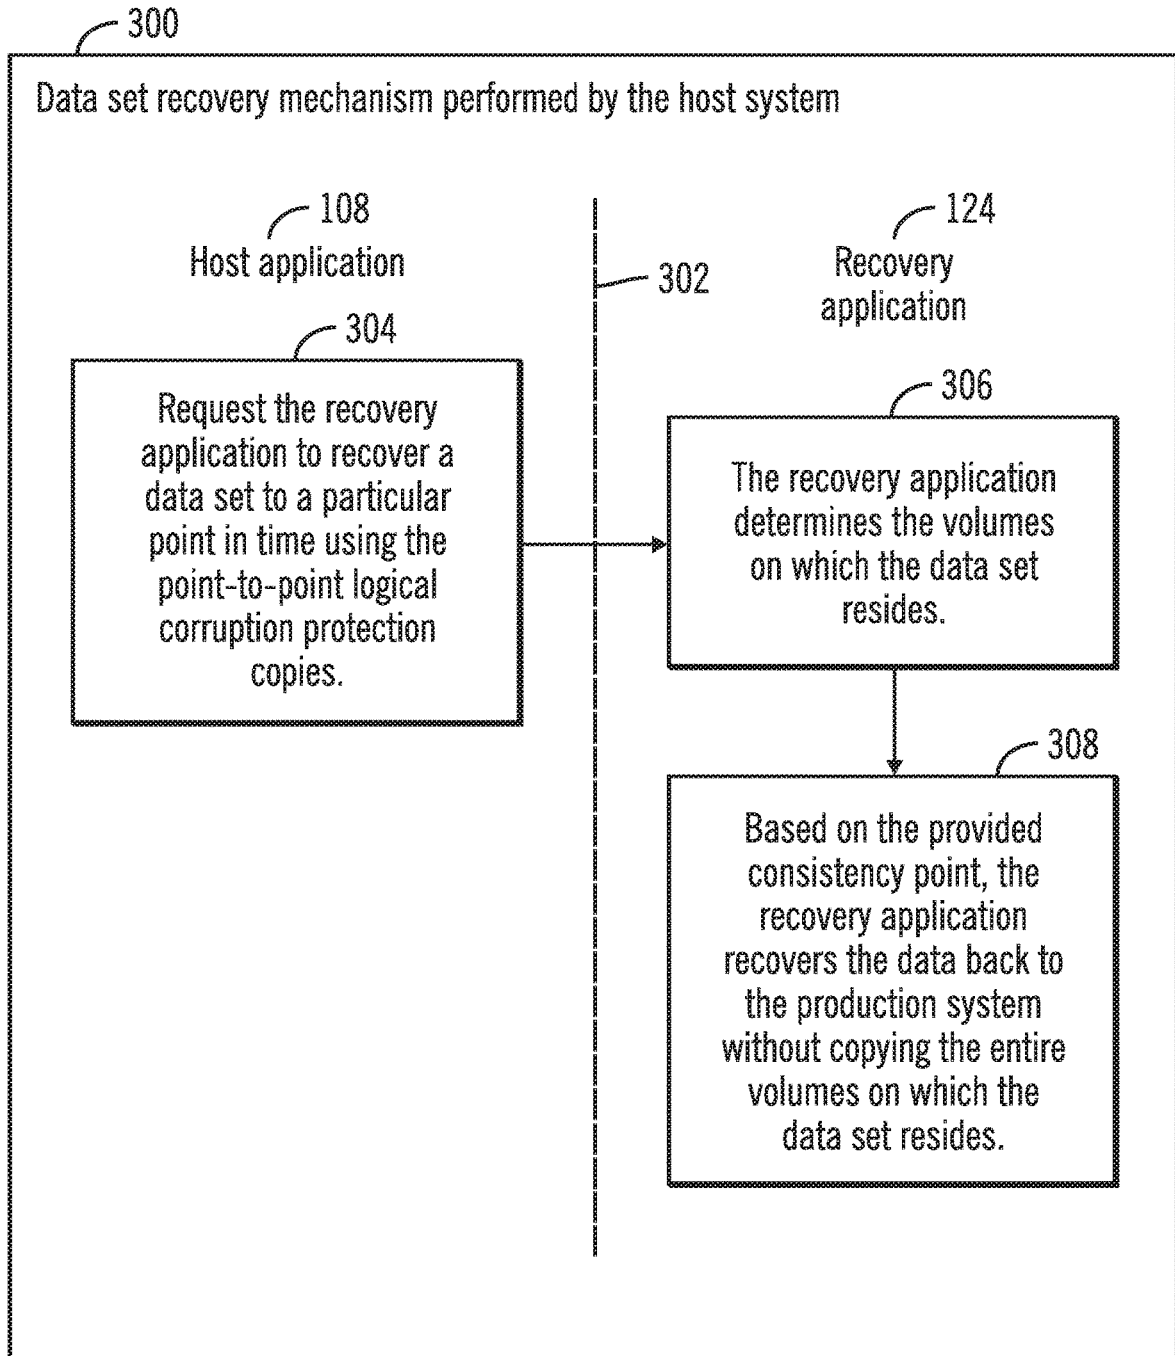 300
Data set recovery mechanism performed by the host system
108
Host application
124
Recovery
application
302
304
Request the recovery
application to recover a
data set to a particular
point in time using the
point-to-point logical
corruption protection
copies.
306
The recovery application
determines the volumes
on which the data set
resides.
308
Based on the provided
consistency point, the
recovery application
recovers the data back to
the production system
without copying the entire
volumes on which the
data set resides.